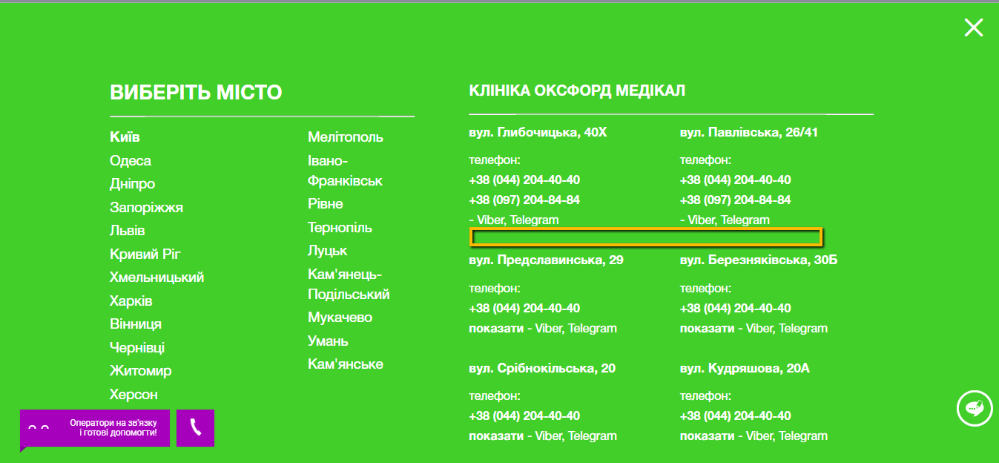 ВИБЕРІТЬ МІСТО
Київ
Одеса
Дніпро
Запоріжжя
Львів
Кривий Ріг
Хмельницький
Харків
Вінниця
Чернівці
Житомир
Херсон
Мелітополь
Івано-
Франківськ
Рівне
Тернопіль
Луцьк
Кам'янець-
Подільський
Мукачево
Умань
Кам'янське
КЛІНІКА ОКСФОРД МЕДІКАЛ
вул. Глибочицька, 40Х
телефон:
+38 (044) 204-40-40
+38 (097) 204-84-84
- Viber, Telegram
вул. Павлівська, 26/41
телефон:
+38 (044) 204-40-40
+38 (097) 204-84-84
- Viber, Telegram
вул. Предславинська, 29
телефон:
+38 (044) 204-40-40
показати - Viber, Telegram
вул. Березняківська, 30Б
телефон:
+38 (044) 204-40-40
показати - Viber, Telegram
вул. Срібнокільська, 20
телефон:
+38 (044) 204-40-40
показати - Viber, Telegram
вул. Кудряшова, 20А
телефон:
+38 (044) 204-40-40
показати - Viber, Telegram
Оператори на зв'язку
і готові допомогти!